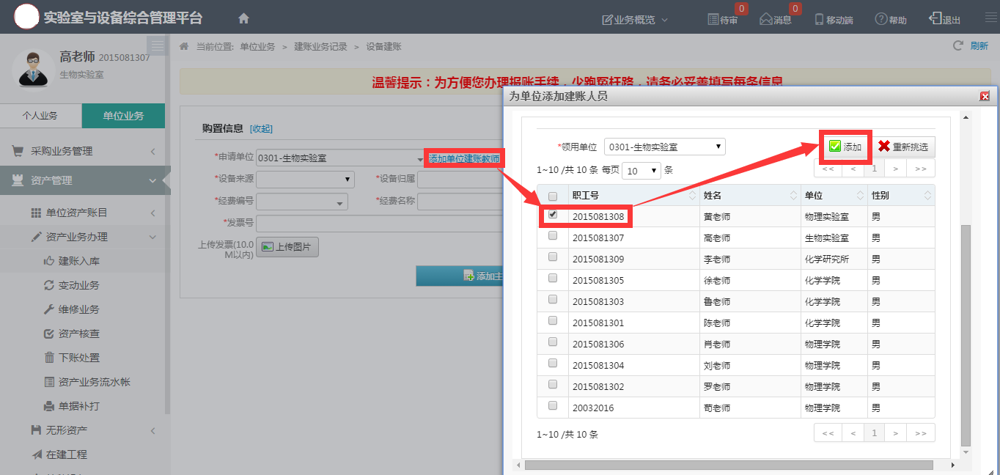 实验室与设备综合管理平台
业务概览
待审 0
消息 0
移动端
帮助
退出
高老师 2015081307
生物实验室
个人业务
单位业务
采购业务管理
资产管理
单位资产账目
资产业务办理
建账入库
变动业务
维修业务
资产核查
下账处置
资产业务流水帐
单据补打
无形资产
在建工程
当前位置: 单位业务 > 建账业务记录 > 设备建账
刷新
温馨提示：为方便您办理报账手续，少跑冤枉路，请务必妥善填写每条信息
购置信息 [收起]
*申请单位 0301-生物实验室 添加单位建账教师
*设备来源 *设备归属
*经费编号 *经费名称
*发票号
上传发票(10.0
M以内) 上传图片
添加主
为单位添加建账人员
*领用单位 0301-生物实验室 添加 重新挑选
1~10 /共 10 条 每页 10 条
<< < 1 > >>
职工号 姓名 单位 性别
2015081308 黄老师 物理实验室 男
2015081307 高老师 生物实验室 男
2015081309 李老师 化学研究所 男
2015081305 徐老师 化学学院 男
2015081303 鲁老师 化学学院 男
2015081301 陈老师 化学学院 男
2015081306 肖老师 物理学院 男
2015081304 刘老师 物理学院 男
2015081302 罗老师 物理学院 男
20032016 苟老师 物理学院 男
1~10 /共 10 条
<< < 1 > >>